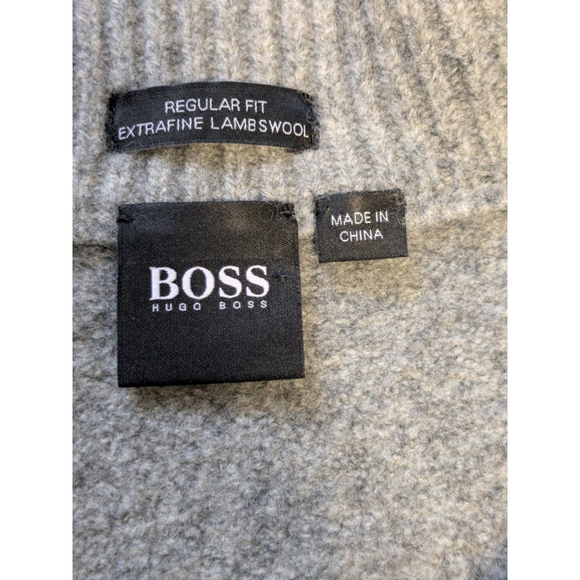 REGULAR FIT
EXTRAFINE LAMBSWOOL
BOSS
HUGO BOSS
MADE IN
CHINA